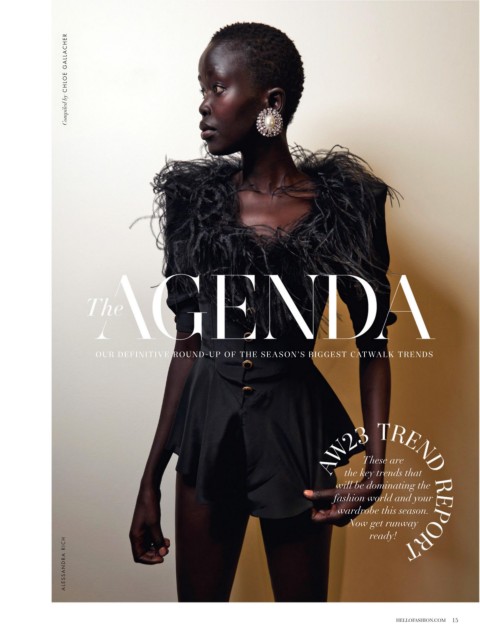 Compiled by CHLOE GALLACHER
The AGENDA
OUR DEFINITIVE ROUND-UP OF THE SEASON'S BIGGEST CATWALK TRENDS
AW23 TREND REPORT
These are
the key trends that
will be dominating the
fashion world and your
wardrobe this season.
Now get runway
ready!
ALESSANDRA RICH
HELLOFASHION.COM 15